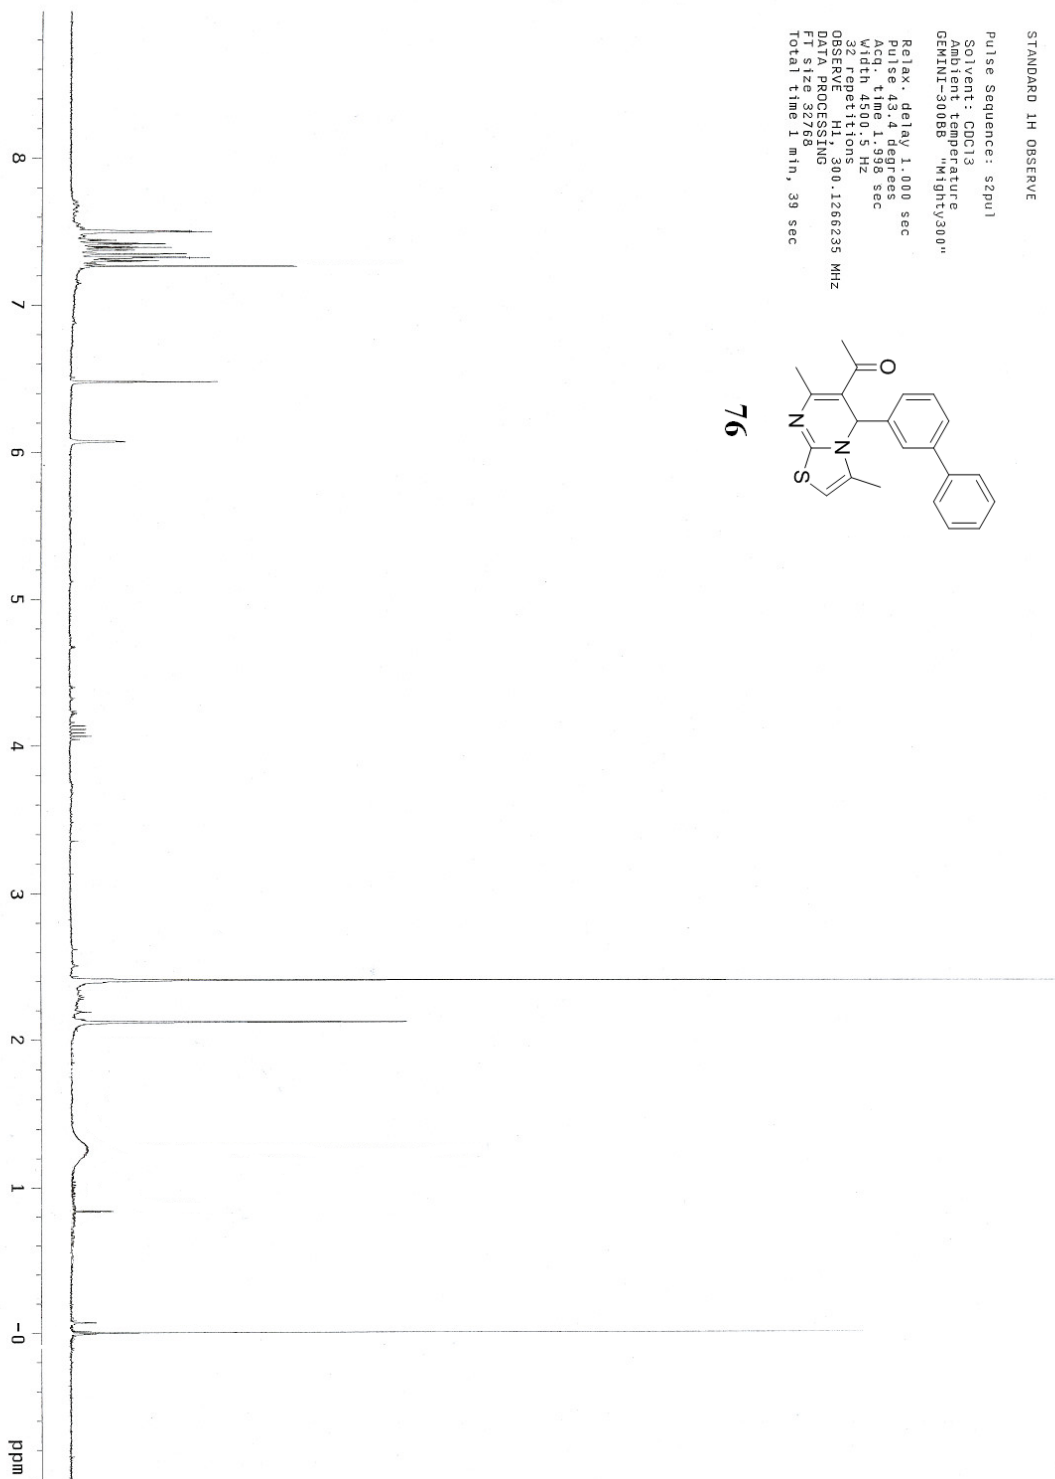 STANDARD 1H OBSERVE
Pulse Sequence: s2pul
Solvent: CDCl3
Ambient temperature
GEMINI-300BB "Mighty300"
Relax. delay 1.000 sec
Pulse 43.4 degrees
Acq. time 1.998 sec
Width 4500.5 Hz
32 repetitions
OBSERVE H1, 300.1266235 MHz
DATA PROCESSING
FT size 32768
Total time 1 min, 39 sec
O
N
N
S
76
8 7 6 5 4 3 2 1 -0 ppm